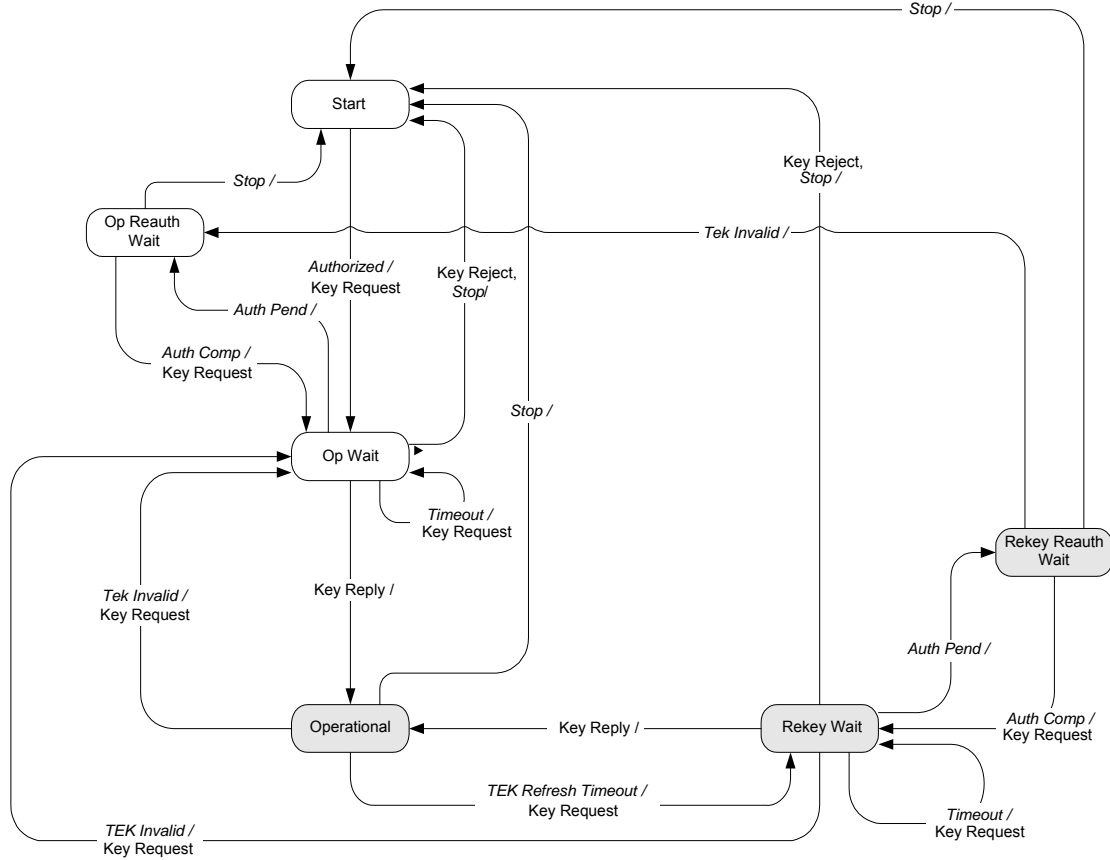 Stop /
Start
Key Reject,
Stop /
Stop /
Op Reauth
Wait
Tek Invalid /
Authorized /
Key Request
Key Reject,
Stop/
Auth Pend /
Auth Comp /
Key Request
Stop /
Op Wait
Timeout /
Key Request
Rekey Reauth
Wait
Tek Invalid /
Key Request
Key Reply /
Auth Pend /
Operational
Key Reply /
Rekey Wait
Auth Comp /
Key Request
TEK Refresh Timeout /
Key Request
Timeout /
Key Request
TEK Invalid /
Key Request